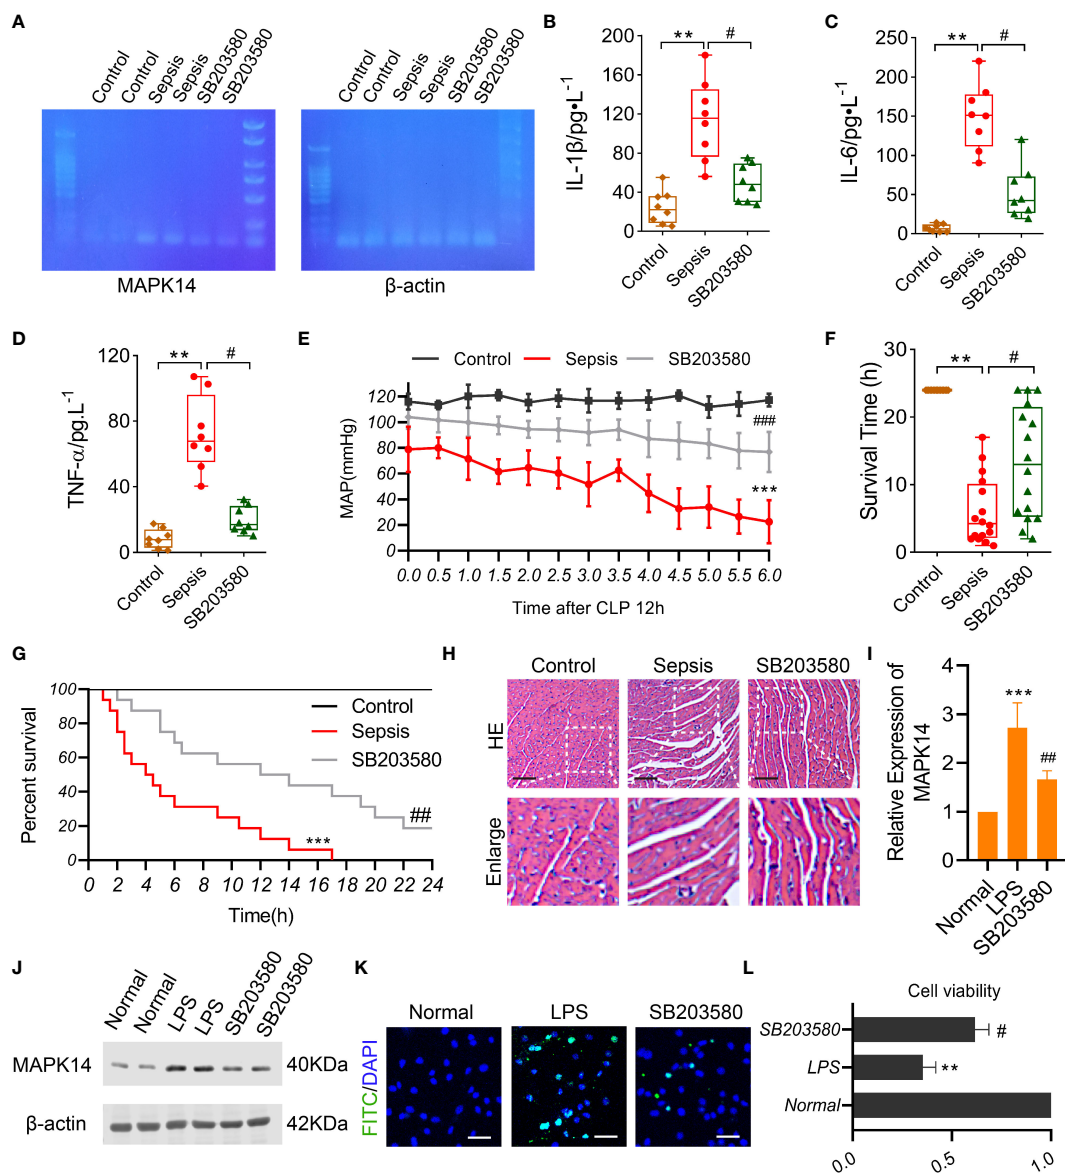 A
Control
Control
Sepsis
Sepsis
SB203580
SB203580
Control
Control
Sepsis
Sepsis
SB203580
SB203580
MAPK14
β-actin
B
IL-1β/pg•L⁻¹
200
160
120
80
40
0
**
#
Control
Sepsis
SB203580
C
IL-6/pg•L⁻¹
250
200
150
100
50
0
**
#
Control
Sepsis
SB203580
D
TNF-α/pg.L⁻¹
120
80
40
0
**
#
Control
Sepsis
SB203580
E
Control
Sepsis
SB203580
MAP(mmHg)
120
100
80
60
40
20
0
###
***
0.0 0.5 1.0 1.5 2.0 2.5 3.0 3.5 4.0 4.5 5.0 5.5 6.0
Time after CLP 12h
F
Survival Time (h)
30
20
10
0
**
#
Control
Sepsis
SB203580
G
Percent survival
100
80
60
40
20
0
Control
Sepsis
SB203580
##
***
0 2 4 6 8 10 12 14 16 18 20 22 24
Time(h)
H
Control Sepsis SB203580
HE
Enlarge
I
Relative Expression of
MAPK14
4
3
2
1
0
***
##
Normal
LPS
SB203580
J
Normal
Normal
LPS
LPS
SB203580
SB203580
MAPK14 40KDa
β-actin 42KDa
K
Normal LPS SB203580
FITC/DAPI
L
Cell viability
SB203580
#
LPS
**
Normal
0.0 0.5 1.0